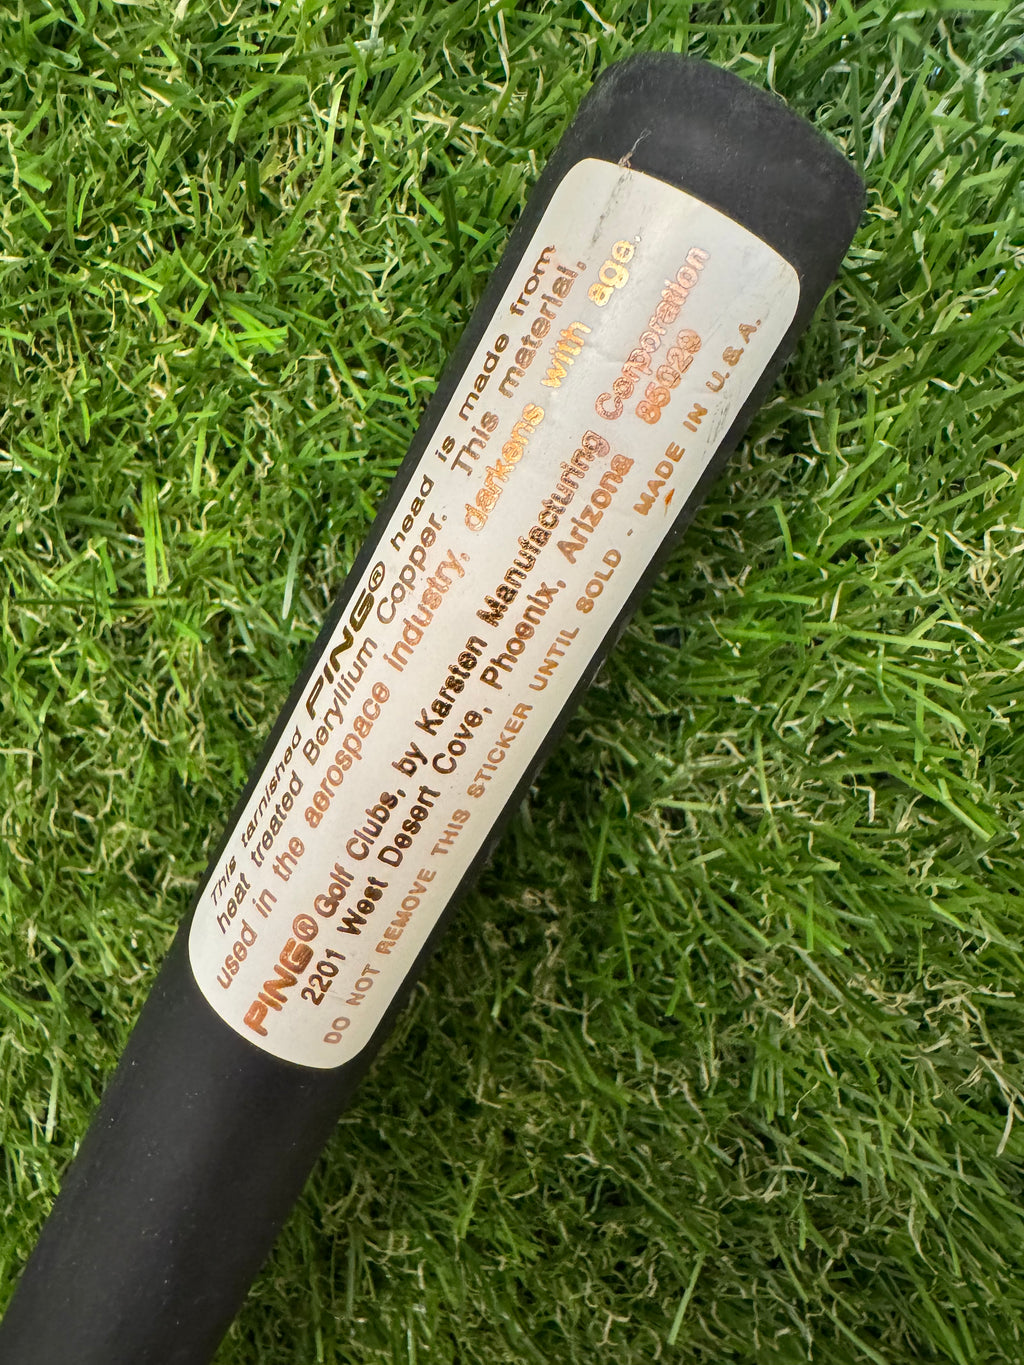 This tarnished PING® head is made from
heat treated Beryllium Copper. This material,
used in the aerospace industry, darkens with age.
PING® Golf Clubs, by Karsten Manufacturing Corporation
2201 West Desert Cove, Phoenix, Arizona 85029
DO NOT REMOVE THIS STICKER UNTIL SOLD - MADE IN U.S.A.